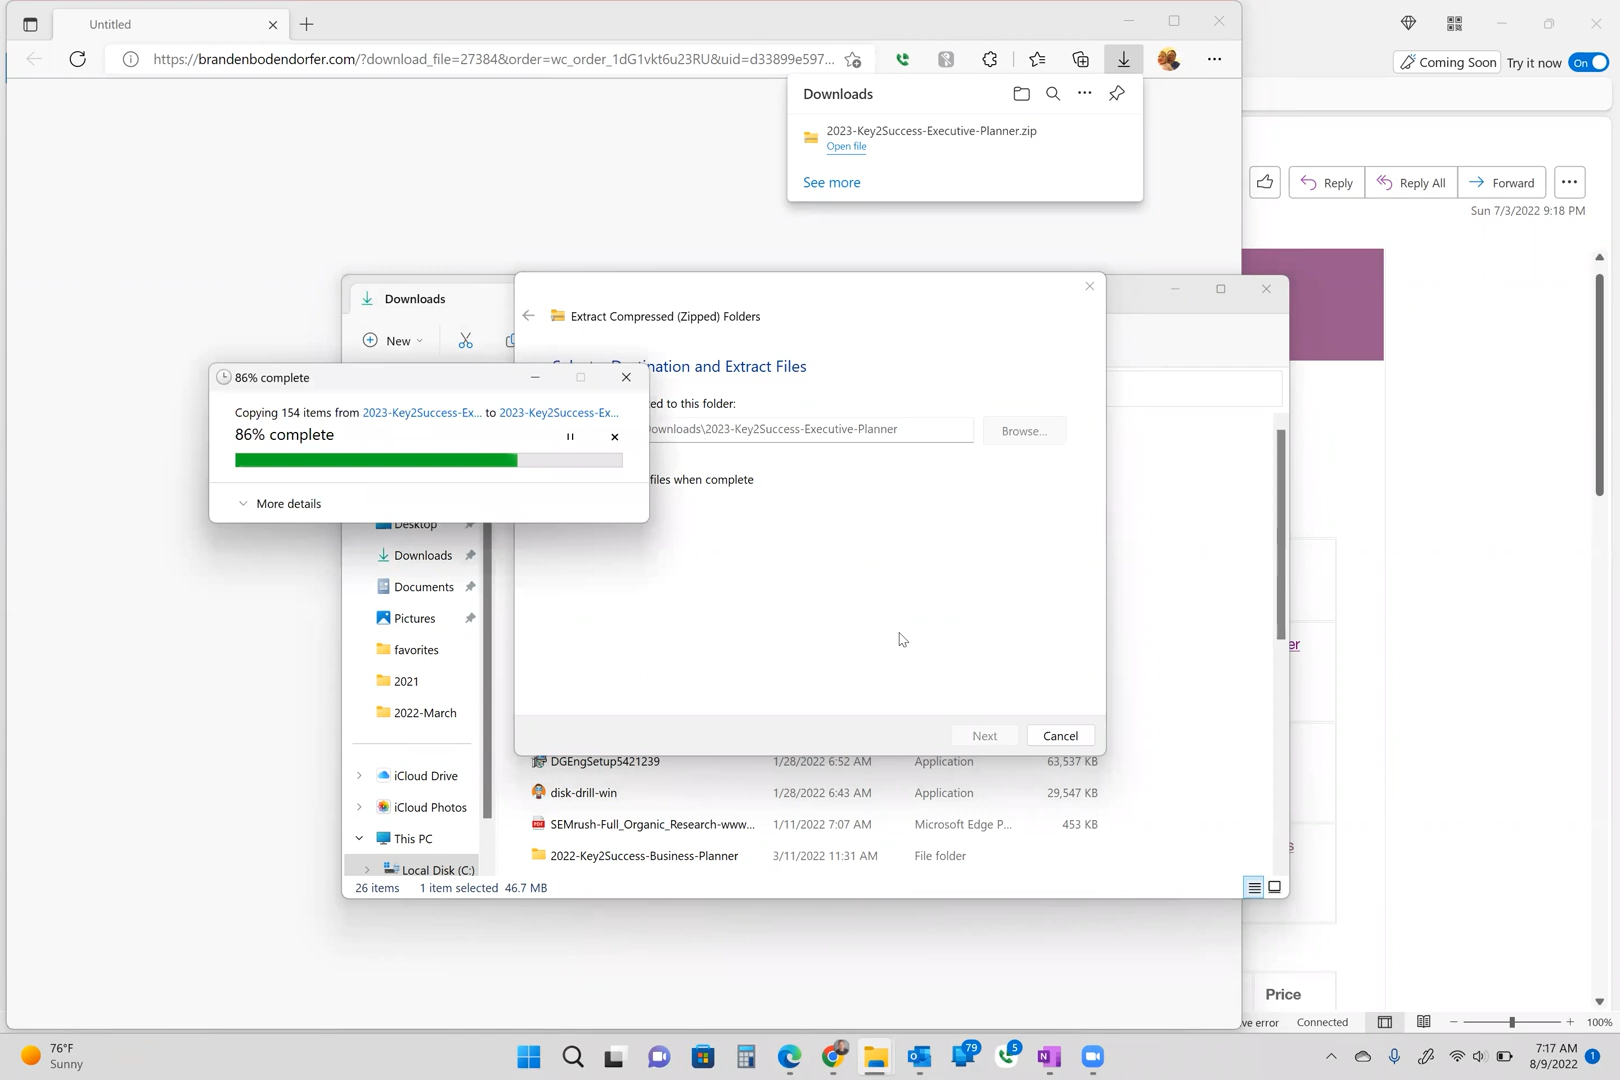 Untitled
https://brandenbodendorfer.com/?download_file=27384&order=wc_order_1dG1vkt6u23RU&uid=d33899e597...
Coming Soon
Try it now
On
Downloads
2023-Key2Success-Executive-Planner.zip
Open file
See more
Reply
Reply All
Forward
Sun 7/3/2022 9:18 PM
Downloads
New
Extract Compressed (Zipped) Folders
nation and Extract Files
ed to this folder:
ownloads\2023-Key2Success-Executive-Planner
Browse...
files when complete
86% complete
Copying 154 items from 2023-Key2Success-Ex... to 2023-Key2Success-Ex...
86% complete
More details
Desktop
Downloads
Documents
Pictures
favorites
2021
2022-March
iCloud Drive
iCloud Photos
This PC
Local Disk (C:)
er
s
Next
Cancel
DGEngSetup5421239 1/28/2022 6:52 AM Application 63,537 KB
disk-drill-win 1/28/2022 6:43 AM Application 29,547 KB
SEMrush-Full_Organic_Research-www... 1/11/2022 7:07 AM Microsoft Edge P... 453 KB
2022-Key2Success-Business-Planner 3/11/2022 11:31 AM File folder
26 items 1 item selected 46.7 MB
Price
ve error
Connected
100%
76°F
Sunny
79
5
7:17 AM
8/9/2022
1